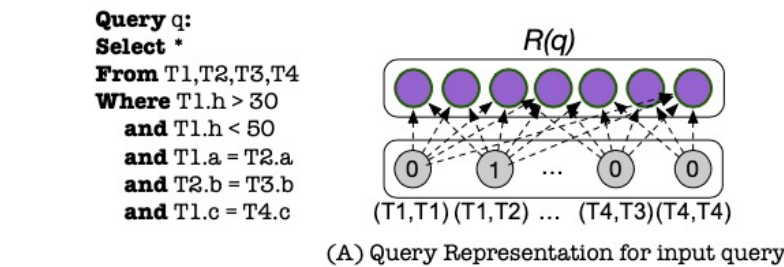 Query q:
Select *
From T1,T2,T3,T4
Where T1.h > 30
and T1.h < 50
and T1.a = T2.a
and T2.b = T3.b
and T1.c = T4.c
R(q)
0 1 ... 0 0
(T1,T1) (T1,T2) ... (T4,T3) (T4,T4)
(A) Query Representation for input query